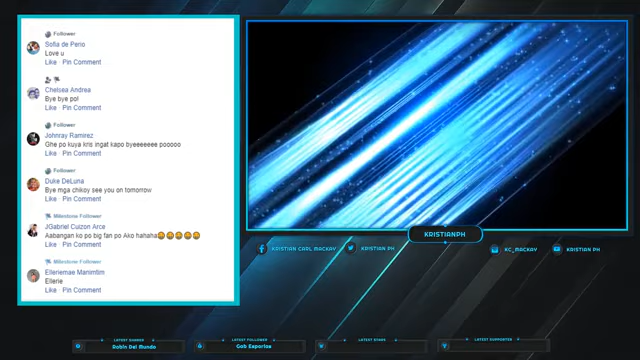 Follower
Sofia de Perio
Love u
Like Pin Comment
Chelsea Andrea
Bye bye po!
Like Pin Comment
Follower
Johnray Ramirez
Ghe po kuya kris ingat kapo byeeeeeee pooooo
Like Pin Comment
Follower
Duke DeLuna
Bye mga chikoy see you on tomorrow
Like Pin Comment
Milestone Follower
JGabriel Cuizon Arce
Aabangan ko po big fan po Ako hahaha😄😄😄😄😄
Like Pin Comment
Milestone Follower
Elleriemae Manimtim
Ellerie
Like Pin Comment
KRISTIANPH
KRISTIAN CARL MACKAY
KRISTIAN PH
KC_MACKAY
KRISTIAN PH
LATEST SHARER
Robin Del Mundo
LATEST FOLLOWER
Gab Esporlas
LATEST STARS
LATEST SUPPORTER